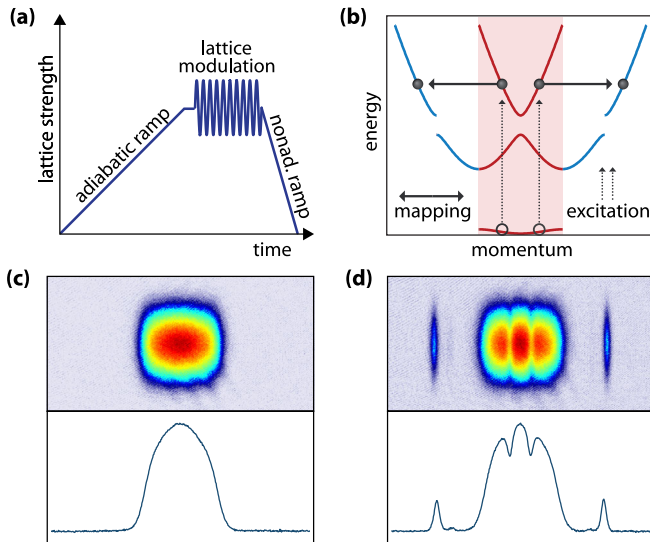 (a)
lattice
modulation
lattice strength
adiabatic ramp
nonad. ramp
time
(b)
energy
mapping
excitation
momentum
(c)
(d)